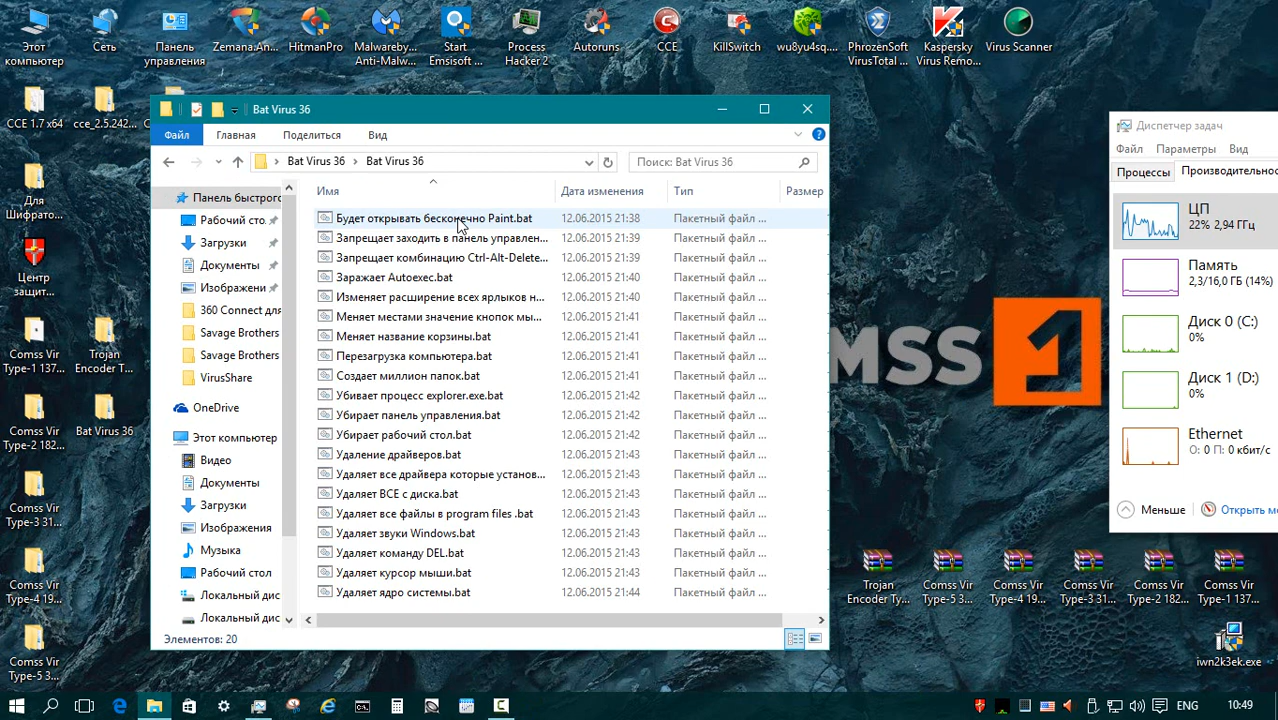 Этот компьютер
Сеть
Панель управления
Zemana.An...
HitmanPro
Malwareby... Anti-Malw...
Start Emsisoft ...
Process Hacker 2
Autoruns
CCE
KillSwitch
wu8yu4sq....
PhrozenSoft VirusTotal ...
Kaspersky Virus Remo...
Virus Scanner
CCE 1.7 x64
cce_2.5.242...
Для Шифрато...
Центр защит...
Comss Vir Type-1 137...
Trojan Encoder T...
Comss Vir Type-2 182...
Bat Virus 36
Comss Vir Type-3 31...
Comss Vir Type-4 19...
Comss Vir Type-5 3...
Bat Virus 36
Файл
Главная
Поделиться
Вид
Bat Virus 36 > Bat Virus 36
Поиск: Bat Virus 36
Панель быстрого
Рабочий сто.
Загрузки
Документы
Изображени
360 Connect для
Savage Brothers
Savage Brothers
VirusShare
OneDrive
Этот компьютер
Видео
Документы
Загрузки
Изображения
Музыка
Рабочий стол
Локальный дис
Локальный дис
Имя Дата изменения Тип Размер
Будет открывать бесконечно Paint.bat 12.06.2015 21:38 Пакетный файл ...
Запрещает заходить в панель управлен... 12.06.2015 21:39 Пакетный файл ...
Запрещает комбинацию Ctrl-Alt-Delete... 12.06.2015 21:39 Пакетный файл ...
Заражает Autoexec.bat 12.06.2015 21:40 Пакетный файл ...
Изменяет расширение всех ярлыков н... 12.06.2015 21:40 Пакетный файл ...
Меняет местами значение кнопок мы... 12.06.2015 21:41 Пакетный файл ...
Меняет название корзины.bat 12.06.2015 21:41 Пакетный файл ...
Перезагрузка компьютера.bat 12.06.2015 21:41 Пакетный файл ...
Создает миллион папок.bat 12.06.2015 21:41 Пакетный файл ...
Убивает процесс explorer.exe.bat 12.06.2015 21:42 Пакетный файл ...
Убирает панель управления.bat 12.06.2015 21:42 Пакетный файл ...
Убирает рабочий стол.bat 12.06.2015 21:42 Пакетный файл ...
Удаление драйверов.bat 12.06.2015 21:43 Пакетный файл ...
Удаляет все драйвера которые установ... 12.06.2015 21:43 Пакетный файл ...
Удаляет ВСЕ с диска.bat 12.06.2015 21:43 Пакетный файл ...
Удаляет все файлы в program files .bat 12.06.2015 21:43 Пакетный файл ...
Удаляет звуки Windows.bat 12.06.2015 21:43 Пакетный файл ...
Удаляет команду DEL.bat 12.06.2015 21:43 Пакетный файл ...
Удаляет курсор мыши.bat 12.06.2015 21:43 Пакетный файл ...
Удаляет ядро системы.bat 12.06.2015 21:44 Пакетный файл ...
Элементов: 20
MSS 1
Диспетчер задач
Файл Параметры Вид
Процессы
Производительнос
ЦП
22% 2,94 ГГц
Память
2,3/16,0 ГБ (14%)
Диск 0 (C:)
0%
Диск 1 (D:)
0%
Ethernet
О: 0 П: 0 кбит/с
Меньше
Открыть мо
Trojan Encoder Ty...
Comss Vir Type-5 3...
Comss Vir Type-4 19...
Comss Vir Type-3 31...
Comss Vir Type-2 182...
Comss Vir Type-1 137...
iwn2k3ek.exe
ENG
10:49